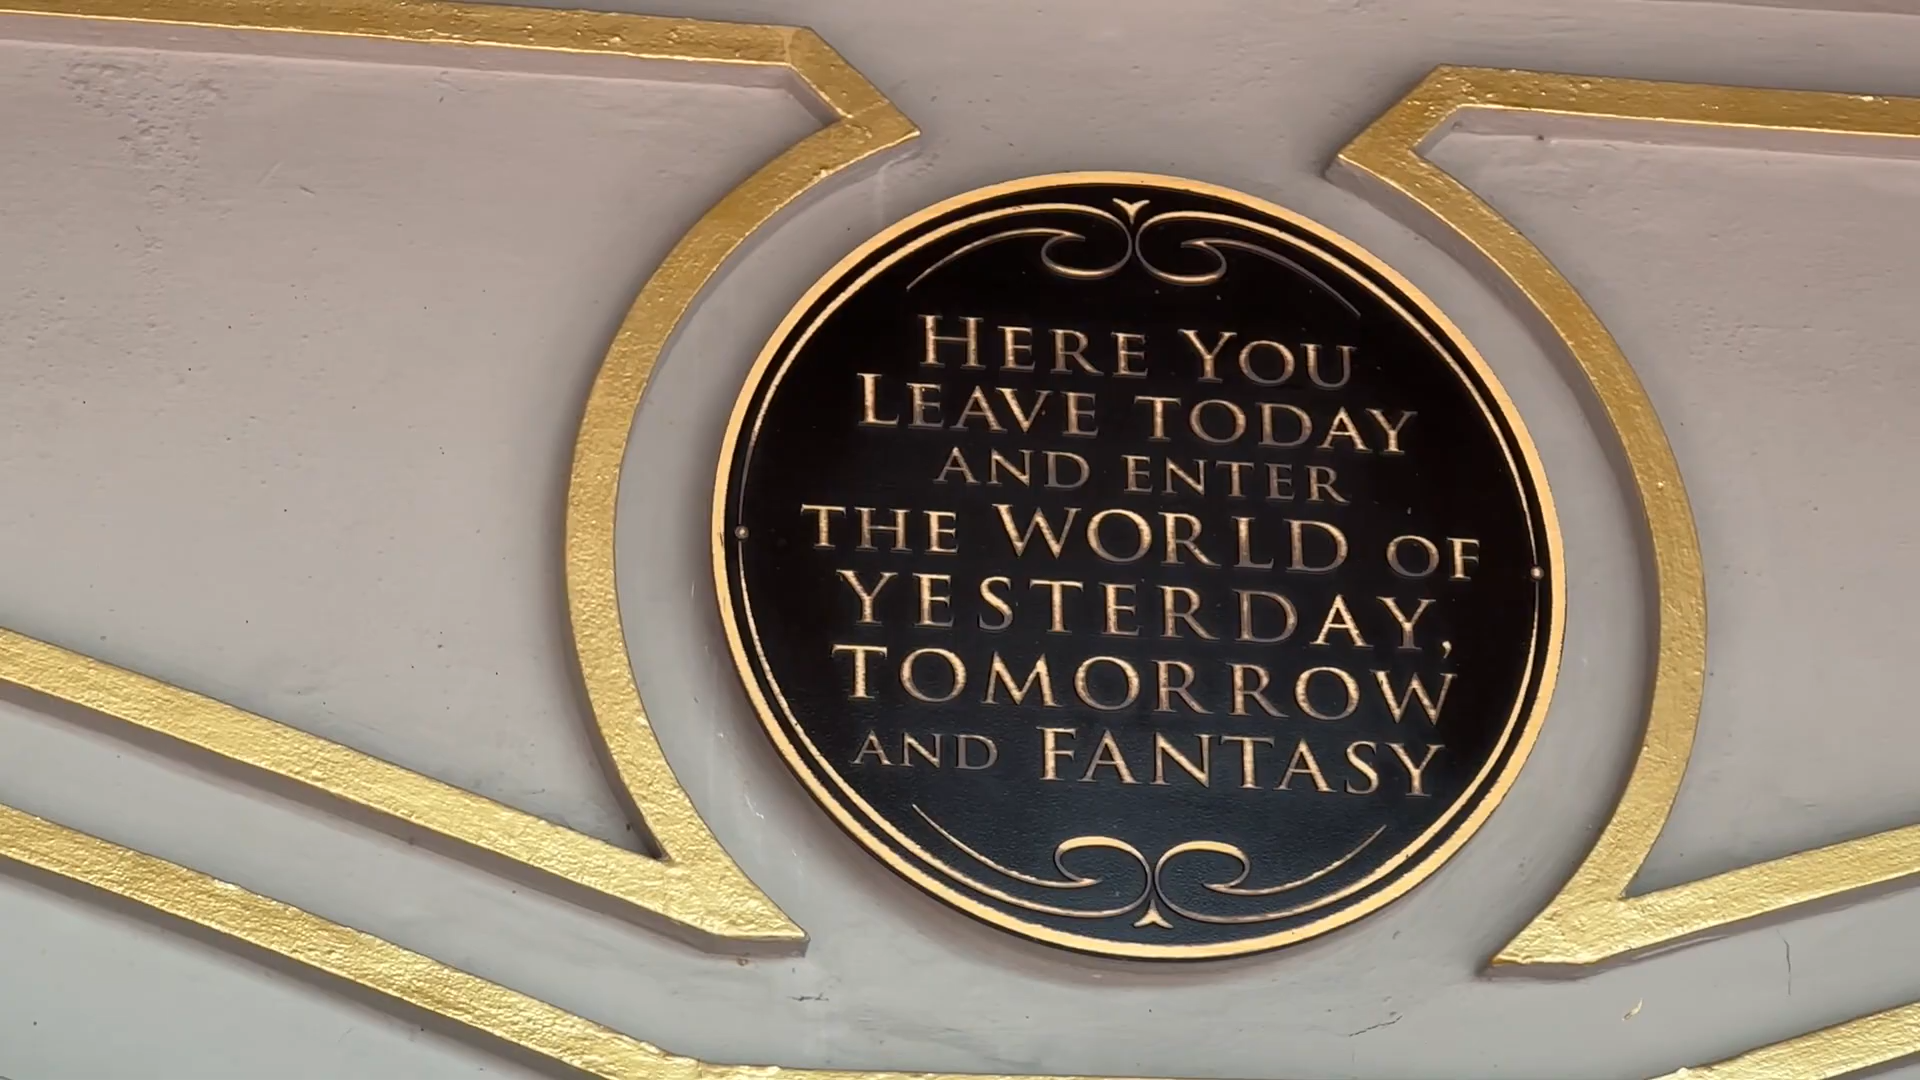 HERE YOU
LEAVE TODAY
AND ENTER
THE WORLD OF
YESTERDAY,
TOMORROW
AND FANTASY